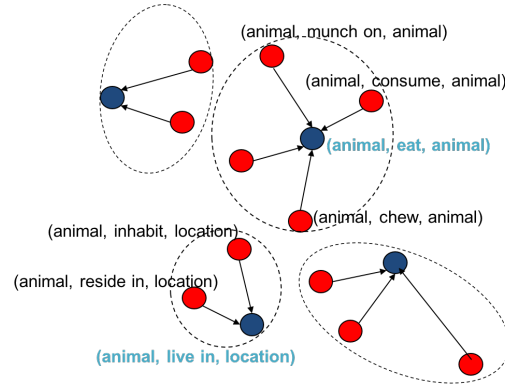 (animal, munch on, animal)
(animal, consume, animal)
(animal, eat, animal)
(animal, chew, animal)
(animal, inhabit, location)
(animal, reside in, location)
(animal, live in, location)